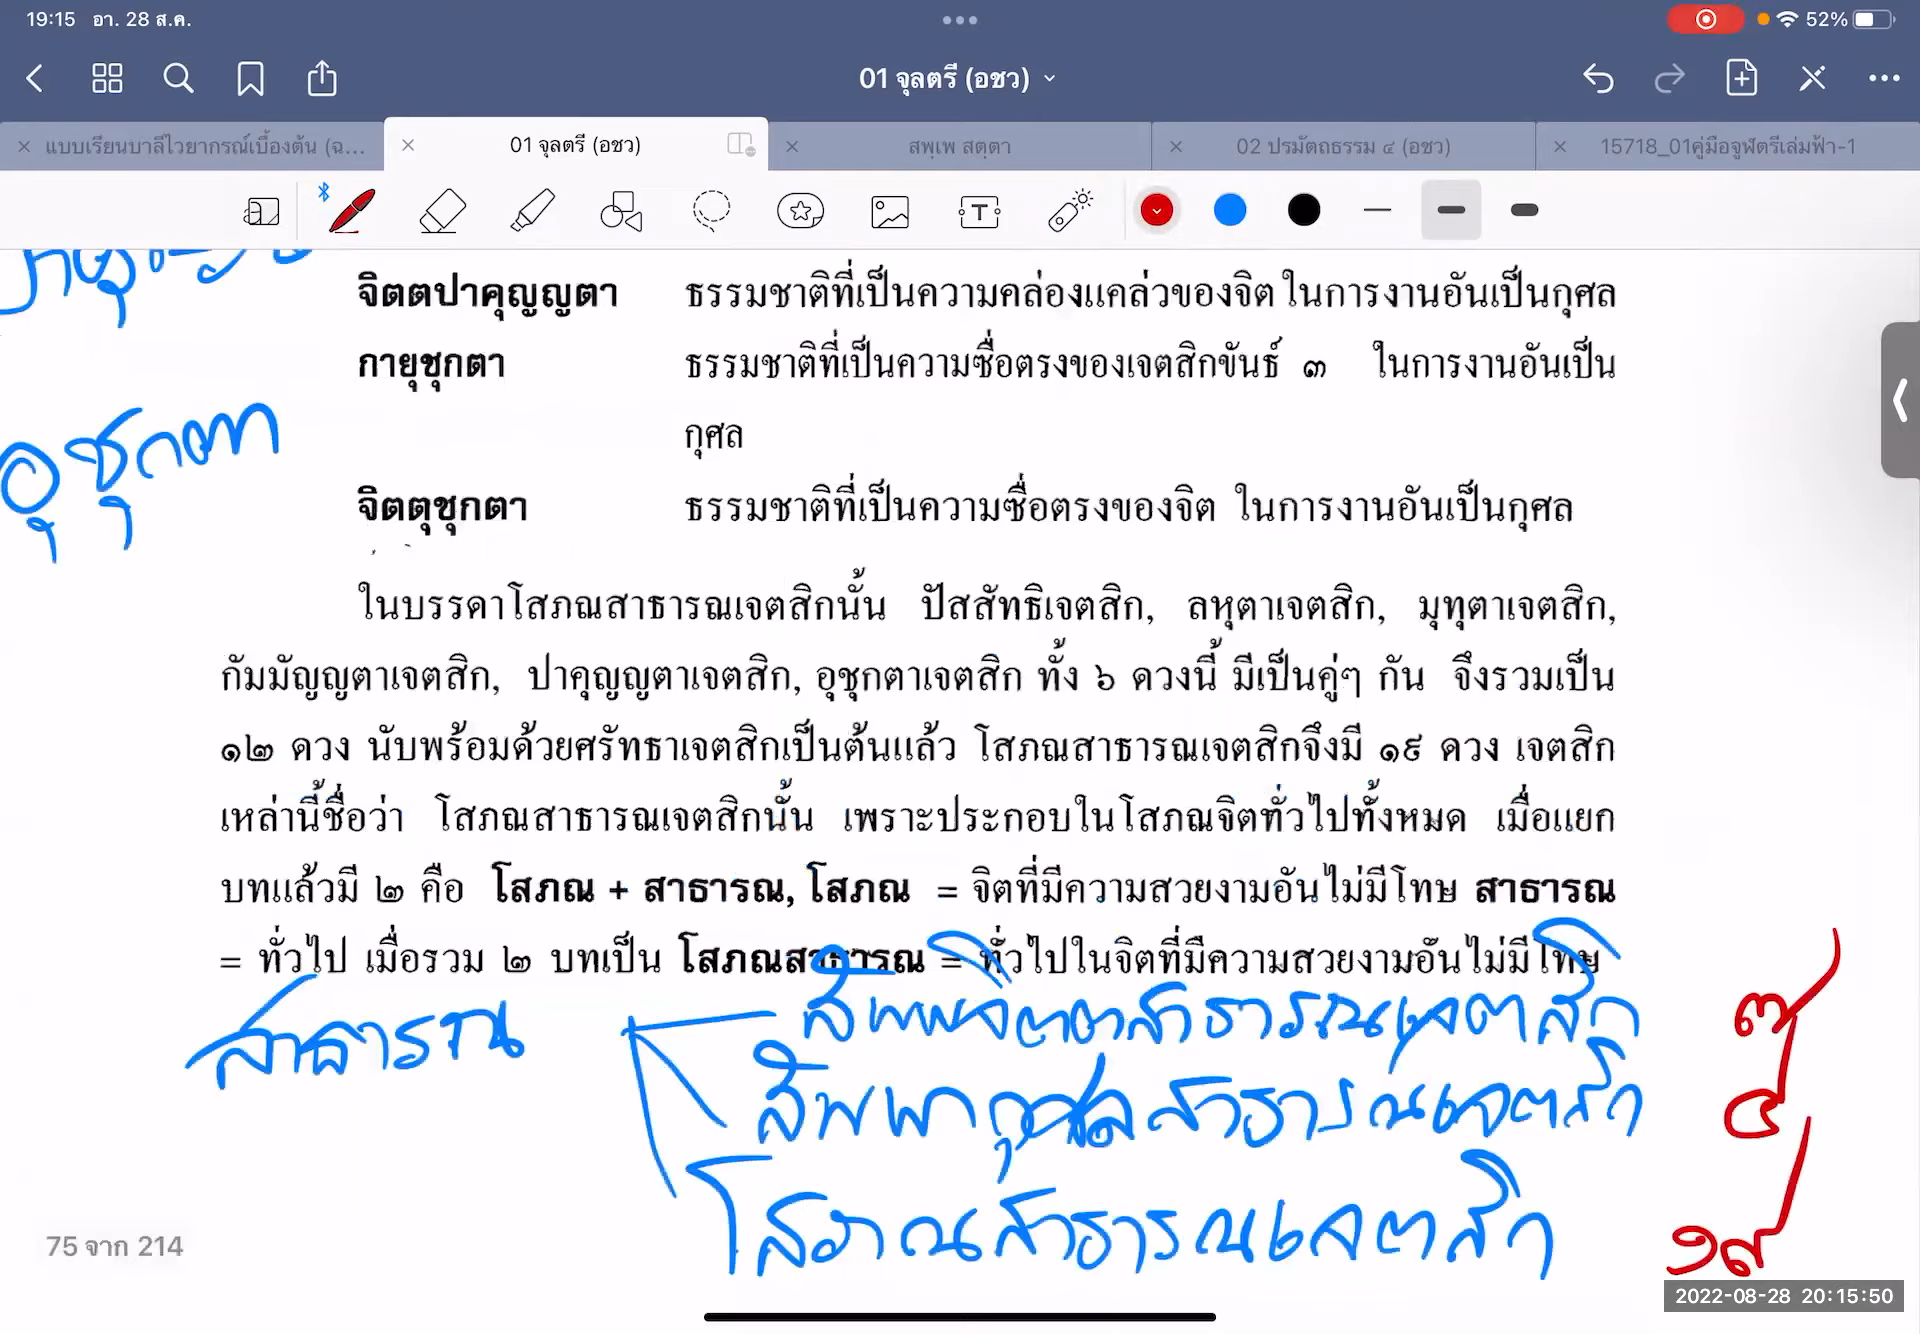 19:15 อา. 28 ส.ค.
52%
01 จุลตรี (อชว)
แบบเรียนบาลีไวยากรณ์เบื้องต้น (ฉ...
01 จุลตรี (อชว)
สพฺเพ สตฺตา
02 ปรมัตถธรรม ๔ (อชว)
15718_01คู่มือจูฬตรีเล่มฟ้า-1
จิตตปาคุญญตา ธรรมชาติที่เป็นความคล่องแคล่วของจิต ในการงานอันเป็นกุศล
กายุชุกตา ธรรมชาติที่เป็นความซื่อตรงของเจตสิกขันธ์ ๓ ในการงานอันเป็น
กุศล
อุชุกตา
จิตตุชุกตา ธรรมชาติที่เป็นความซื่อตรงของจิต ในการงานอันเป็นกุศล
ในบรรดาโสภณสาธารณเจตสิกนั้น ปัสสัทธิเจตสิก, ลหุตาเจตสิก, มุทุตาเจตสิก,
กัมมัญญตาเจตสิก, ปาคุญญตาเจตสิก, อุชุกตาเจตสิก ทั้ง ๖ ดวงนี้ มีเป็นคู่ๆ กัน จึงรวมเป็น
๑๒ ดวง นับพร้อมด้วยศรัทธาเจตสิกเป็นต้นแล้ว โสภณสาธารณเจตสิกจึงมี ๑๙ ดวง เจตสิก
เหล่านี้ชื่อว่า โสภณสาธารณเจตสิกนั้น เพราะประกอบในโสภณจิตทั่วไปทั้งหมด เมื่อแยก
บทแล้วมี ๒ คือ โสภณ + สาธารณ, โสภณ = จิตที่มีความสวยงามอันไม่มีโทษ สาธารณ
= ทั่วไป เมื่อรวม ๒ บทเป็น โสภณสาธารณ = ทั่วไปในจิตที่มีความสวยงามอันไม่มีโทษ
สาธารณ
สัพพจิตตสาธารณเจตสิก ๗
สัพพากุศลสาธารณเจตสิก ๔
โสภณสาธารณเจตสิก ๑๙
75 จาก 214
2022-08-28 20:15:50